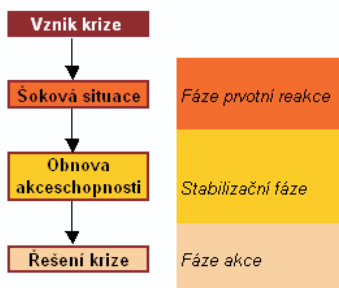 Vznik krize
Šoková situace
Fáze prvotní reakce
Obnova
akceschopnosti
Stabilizační fáze
Řešení krize
Fáze akce